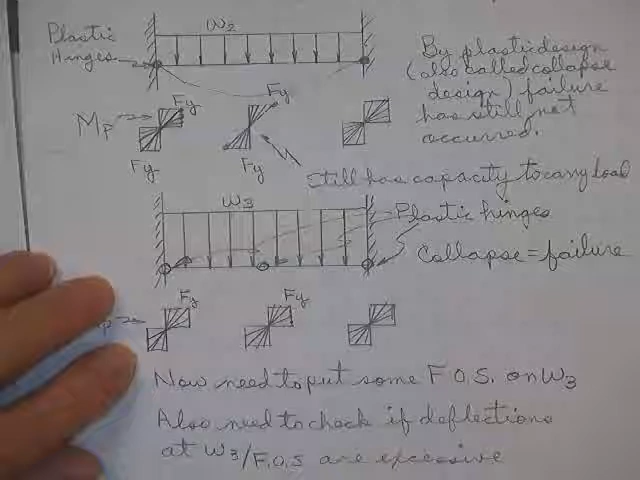 Plastic
Hinges
W2
By plastic design
(also called collapse
design) failure
has still not
occurred.
Mp
Fy
Fy
Fy
Fy
Still has capacity to carry load
W3
Plastic hinges
Collapse = failure
Fy
Fy
P
Now need to put some F.O.S. on W3
Also need to check if deflections
at W3/F.O.S are excessive